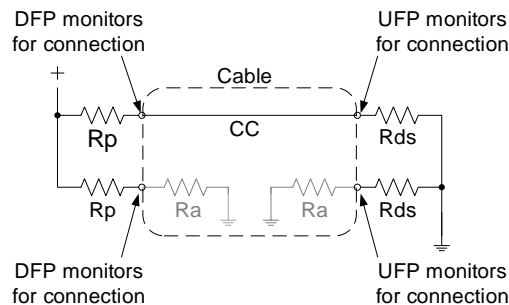 DFP monitors
for connection
UFP monitors
for connection
Cable
+
Rp
CC
Rds
Rp
Ra
Ra
Rds
DFP monitors
for connection
UFP monitors
for connection